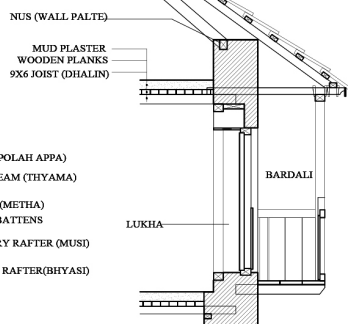 NUS (WALL PALTE)
MUD PLASTER
WOODEN PLANKS
9X6 JOIST (DHALIN)
POLAH APPA)
EAM (THYAMA)
BARDALI
(METHA)
BATTENS
LUKHA
RY RAFTER (MUSI)
RAFTER(BHYASI)